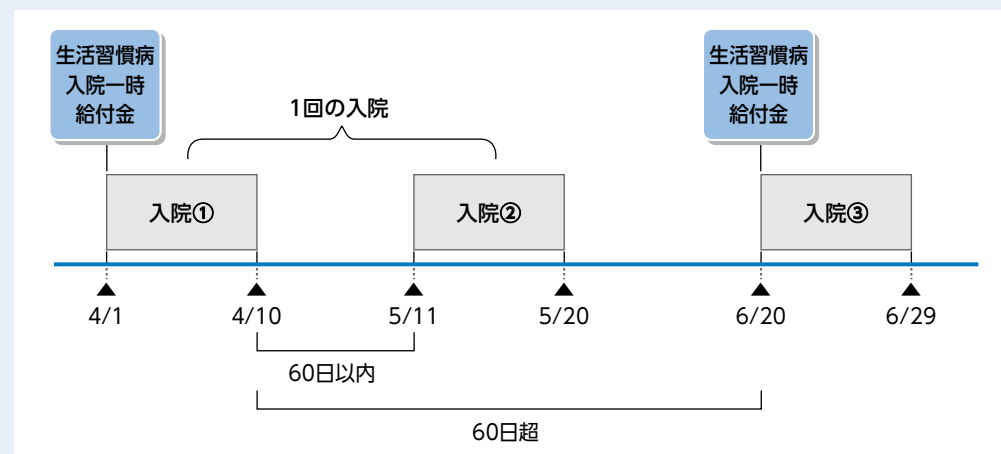 生活習慣病
入院一時
給付金
生活習慣病
入院一時
給付金
1回の入院
入院①
入院②
入院③
4/1
4/10
5/11
5/20
6/20
6/29
60日以内
60日超